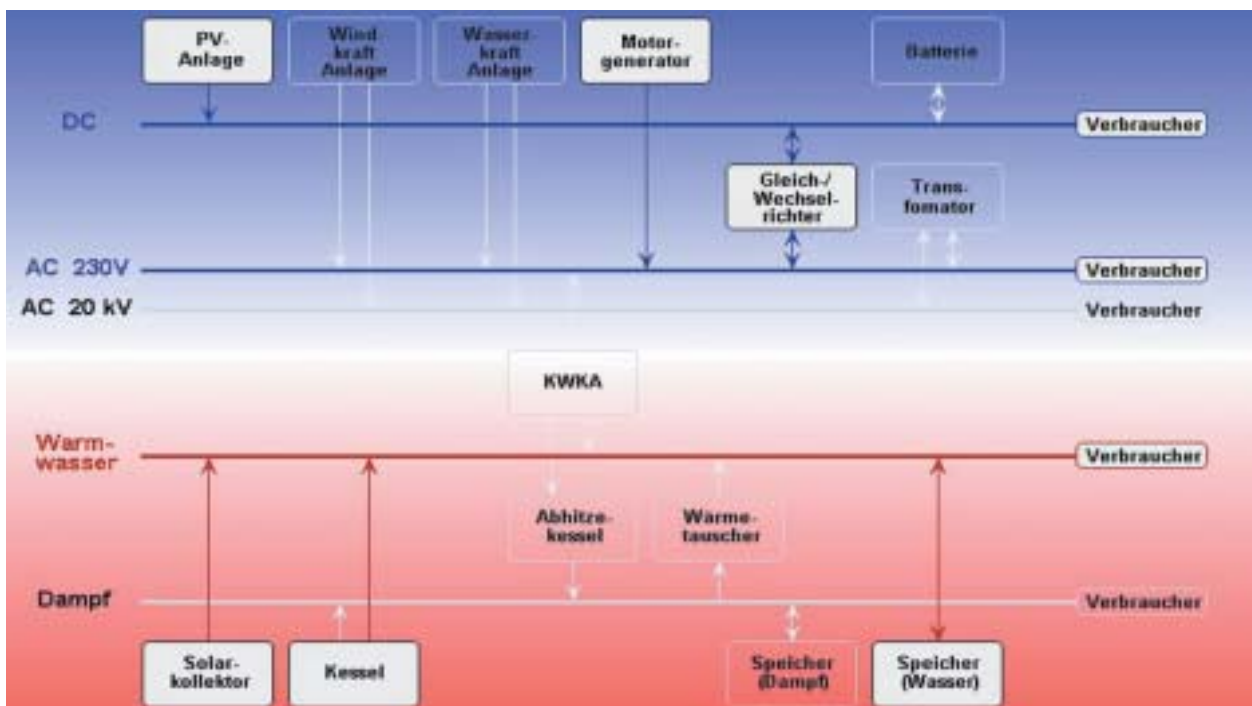 PV-
Anlage
Wind-
kraft
Anlage
Wasser-
kraft
Anlage
Motor-
generator
Batterie
DC
Verbraucher
Gleich-/
Wechsel-
richter
Trans-
fomator
AC 230V
Verbraucher
AC 20 kV
Verbraucher
KWKA
Warm-
wasser
Verbraucher
Abhitze-
kessel
Warme-
tauscher
Dampf
Verbraucher
Solar-
kollektor
Kessel
Speicher
(Dampf)
Speicher
(Wasser)